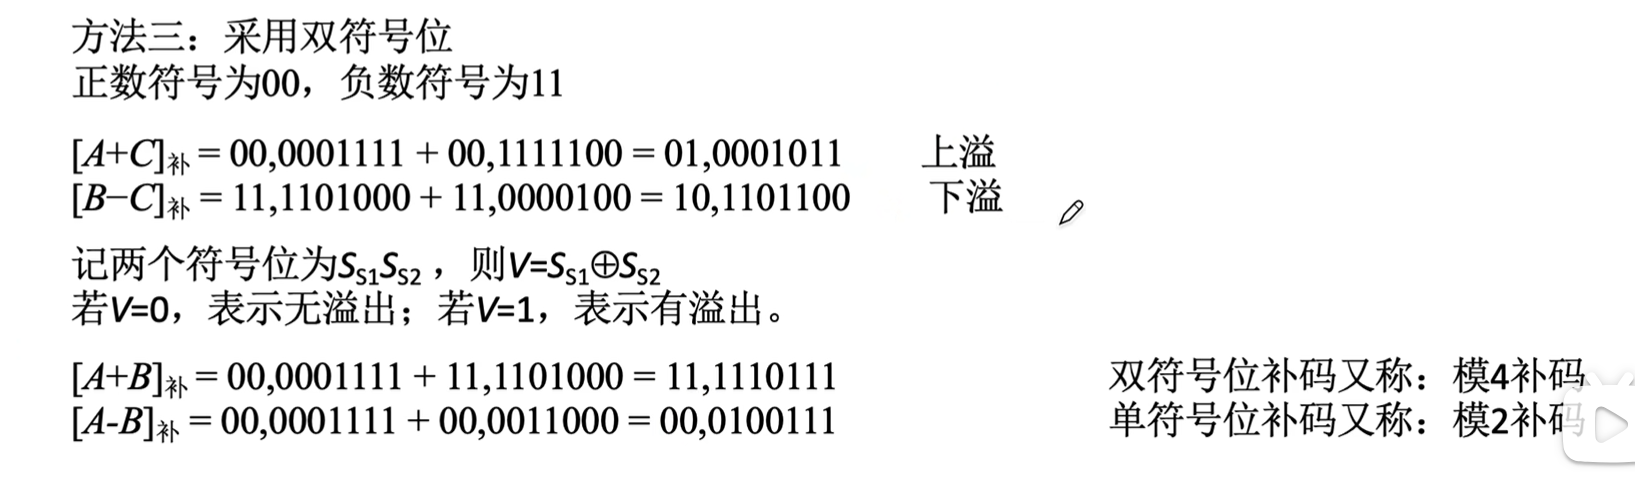 方法三：采用双符号位
正数符号为00，负数符号为11
[A+C]补 = 00,0001111 + 00,1111100 = 01,0001011 上溢
[B−C]补 = 11,1101000 + 11,0000100 = 10,1101100 下溢
记两个符号位为SS1SS2，则V=SS1⊕SS2
若V=0，表示无溢出；若V=1，表示有溢出。
[A+B]补 = 00,0001111 + 11,1101000 = 11,1110111
[A-B]补 = 00,0001111 + 00,0011000 = 00,0100111
双符号位补码又称：模4补码
单符号位补码又称：模2补码